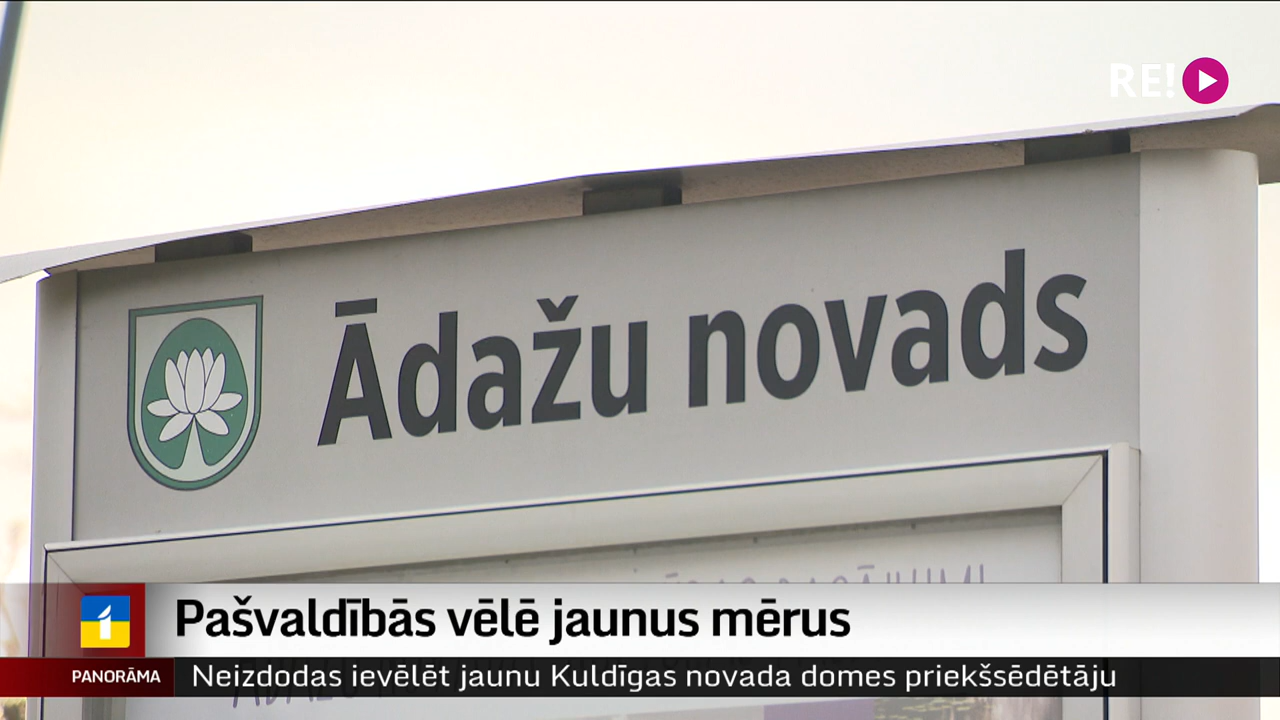 RE!
Ādažu novads
1
Pašvaldībās vēlē jaunus mērus
PANORĀMA
Neizdodas ievēlēt jaunu Kuldīgas novada domes priekšsēdētāju